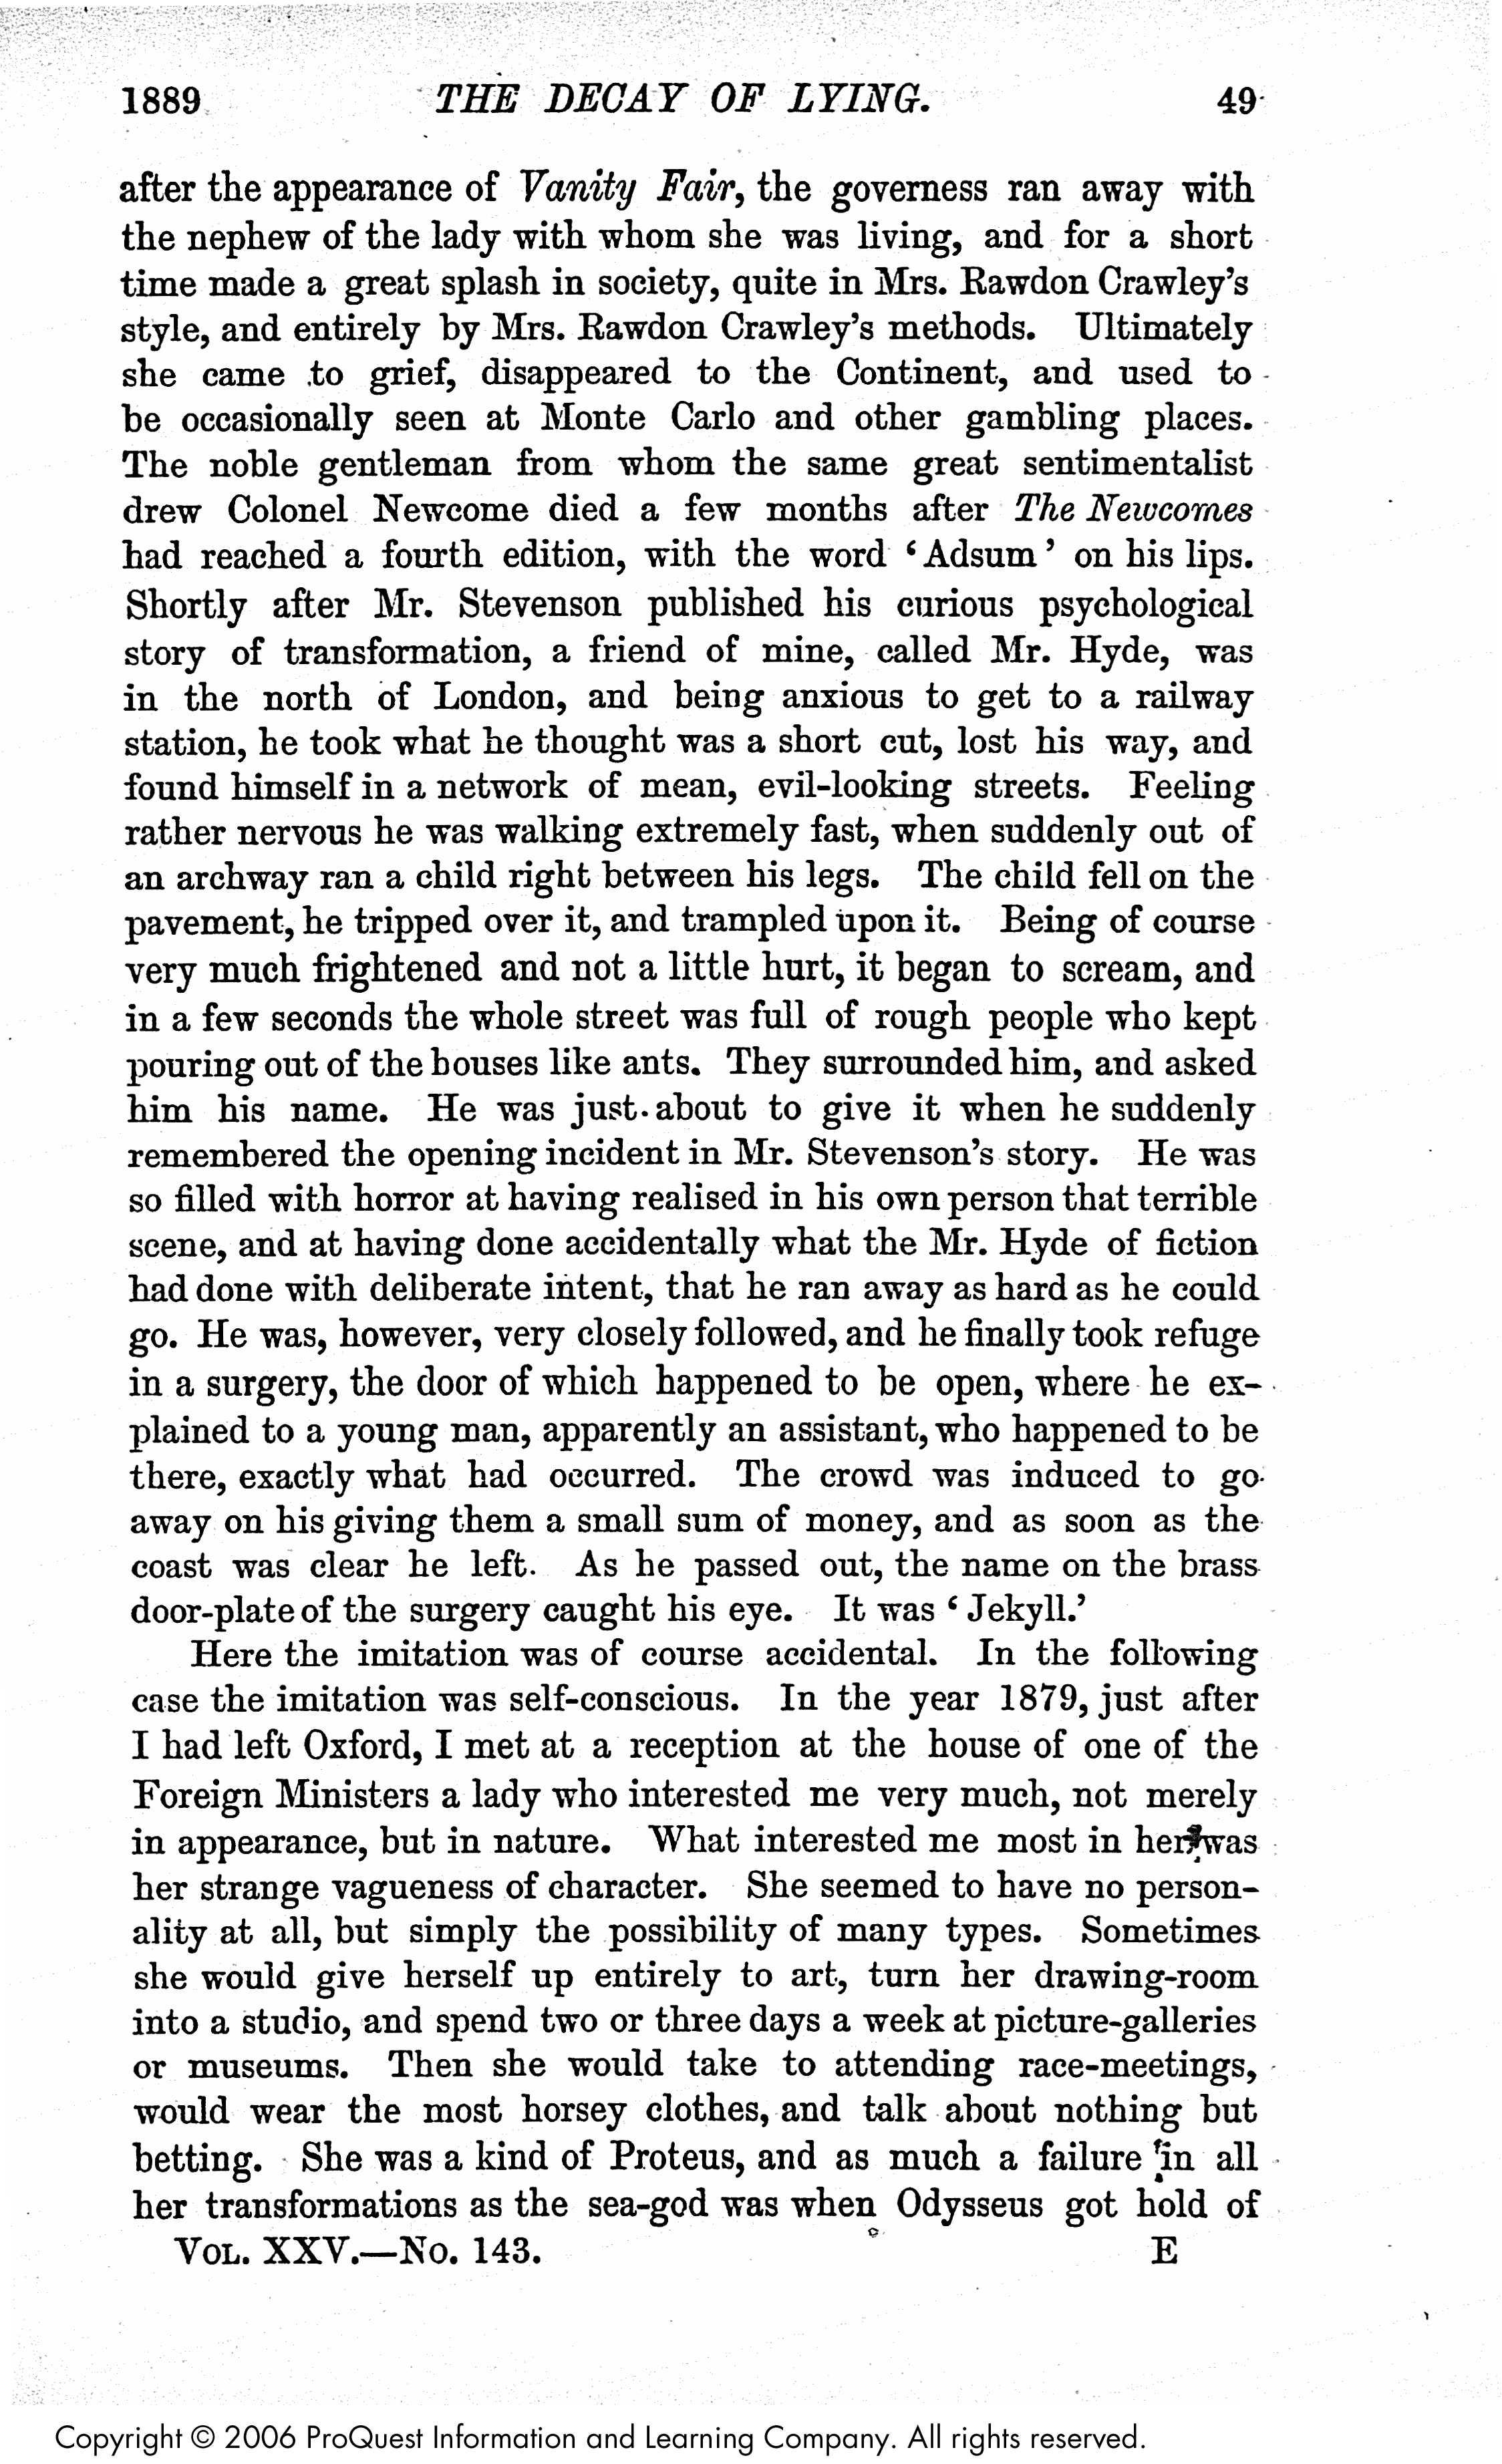 1889 THE DECAY OF LYING. 49
after the appearance of Vanity Fair, the governess ran away with
the nephew of the lady with whom she was living, and for a short
time made a great splash in society, quite in Mrs. Rawdon Crawley's
style, and entirely by Mrs. Rawdon Crawley's methods. Ultimately
she came to grief, disappeared to the Continent, and used to
be occasionally seen at Monte Carlo and other gambling places.
The noble gentleman from whom the same great sentimentalist
drew Colonel Newcome died a few months after The Newcomes
had reached a fourth edition, with the word ‘Adsum’ on his lips.
Shortly after Mr. Stevenson published his curious psychological
story of transformation, a friend of mine, called Mr. Hyde, was
in the north of London, and being anxious to get to a railway
station, he took what he thought was a short cut, lost his way, and
found himself in a network of mean, evil-looking streets. Feeling
rather nervous he was walking extremely fast, when suddenly out of
an archway ran a child right between his legs. The child fell on the
pavement, he tripped over it, and trampled upon it. Being of course
very much frightened and not a little hurt, it began to scream, and
in a few seconds the whole street was full of rough people who kept
pouring out of the houses like ants. They surrounded him, and asked
him his name. He was just about to give it when he suddenly
remembered the opening incident in Mr. Stevenson's story. He was
so filled with horror at having realised in his own person that terrible
scene, and at having done accidentally what the Mr. Hyde of fiction
had done with deliberate intent, that he ran away as hard as he could
go. He was, however, very closely followed, and he finally took refuge
in a surgery, the door of which happened to be open, where he ex-
plained to a young man, apparently an assistant, who happened to be
there, exactly what had occurred. The crowd was induced to go
away on his giving them a small sum of money, and as soon as the
coast was clear he left. As he passed out, the name on the brass
door-plate of the surgery caught his eye. It was ‘Jekyll.’
Here the imitation was of course accidental. In the following
case the imitation was self-conscious. In the year 1879, just after
I had left Oxford, I met at a reception at the house of one of the
Foreign Ministers a lady who interested me very much, not merely
in appearance, but in nature. What interested me most in her was
her strange vagueness of character. She seemed to have no person-
ality at all, but simply the possibility of many types. Sometimes
she would give herself up entirely to art, turn her drawing-room
into a studio, and spend two or three days a week at picture-galleries
or museums. Then she would take to attending race-meetings,
would wear the most horsey clothes, and talk about nothing but
betting. She was a kind of Proteus, and as much a failure in all
her transformations as the sea-god was when Odysseus got hold of
VOL. XXV.—No. 143. E
Copyright © 2006 ProQuest Information and Learning Company. All rights reserved.